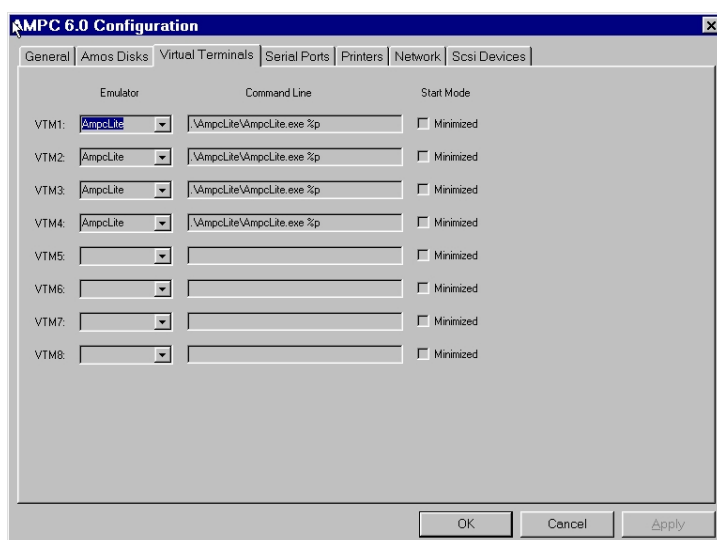 AMPC 6.0 Configuration
General Amos Disks Virtual Terminals Serial Ports Printers Network Scsi Devices
Emulator Command Line Start Mode
VTM1: AmpcLite .\AmpcLite\AmpcLite.exe %p Minimized
VTM2: AmpcLite .\AmpcLite\AmpcLite.exe %p Minimized
VTM3: AmpcLite .\AmpcLite\AmpcLite.exe %p Minimized
VTM4: AmpcLite .\AmpcLite\AmpcLite.exe %p Minimized
VTM5: Minimized
VTM6: Minimized
VTM7: Minimized
VTM8: Minimized
OK Cancel Apply